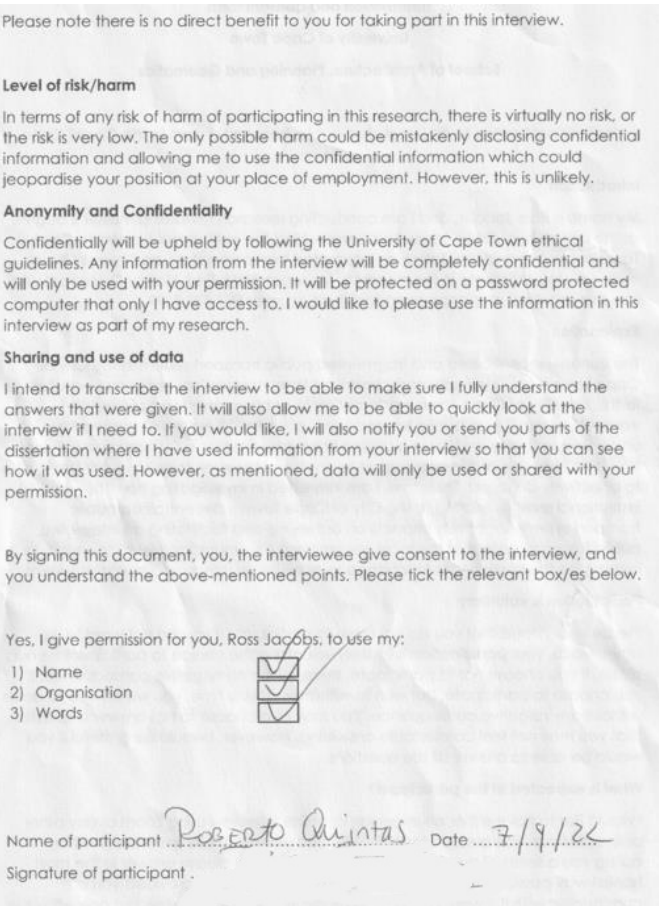 Please note there is no direct benefit to you for taking part in this interview.
Level of risk/harm
In terms of any risk of harm of participating in this research, there is virtually no risk, or
the risk is very low. The only possible harm could be mistakenly disclosing confidential
information and allowing me to use the confidential information which could
jeopardise your position at your place of employment. However, this is unlikely.
Anonymity and Confidentiality
Confidentially will be upheld by following the University of Cape Town ethical
guidelines. Any information from the interview will be completely confidential and
will only be used with your permission. It will be protected on a password protected
computer that only I have access to. I would like to please use the information in this
interview as part of my research.
Sharing and use of data
I intend to transcribe the interview to be able to make sure I fully understand the
answers that were given. It will also allow me to be able to quickly look at the
interview if I need to. If you would like, I will also notify you or send you parts of the
dissertation where I have used information from your interview so that you can see
how it was used. However, as mentioned, data will only be used or shared with your
permission.
By signing this document, you, the interviewee give consent to the interview, and
you understand the above-mentioned points. Please tick the relevant box/es below.
Yes, I give permission for you, Ross Jacobs, to use my:
1) Name
2) Organisation
3) Words
Name of participant Roberto Quintas Date
Signature of participant .